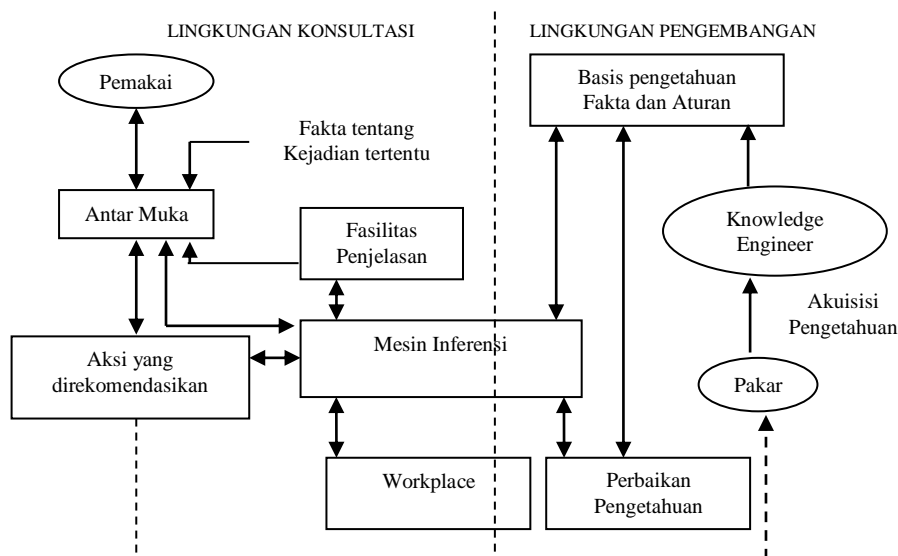 LINGKUNGAN KONSULTASI
LINGKUNGAN PENGEMBANGAN
Pemakai
Basis pengetahuan
Fakta dan Aturan
Fakta tentang
Kejadian tertentu
Antar Muka
Fasilitas
Penjelasan
Knowledge
Engineer
Akuisisi
Pengetahuan
Aksi yang
direkomendasikan
Mesin Inferensi
Pakar
Workplace
Perbaikan
Pengetahuan